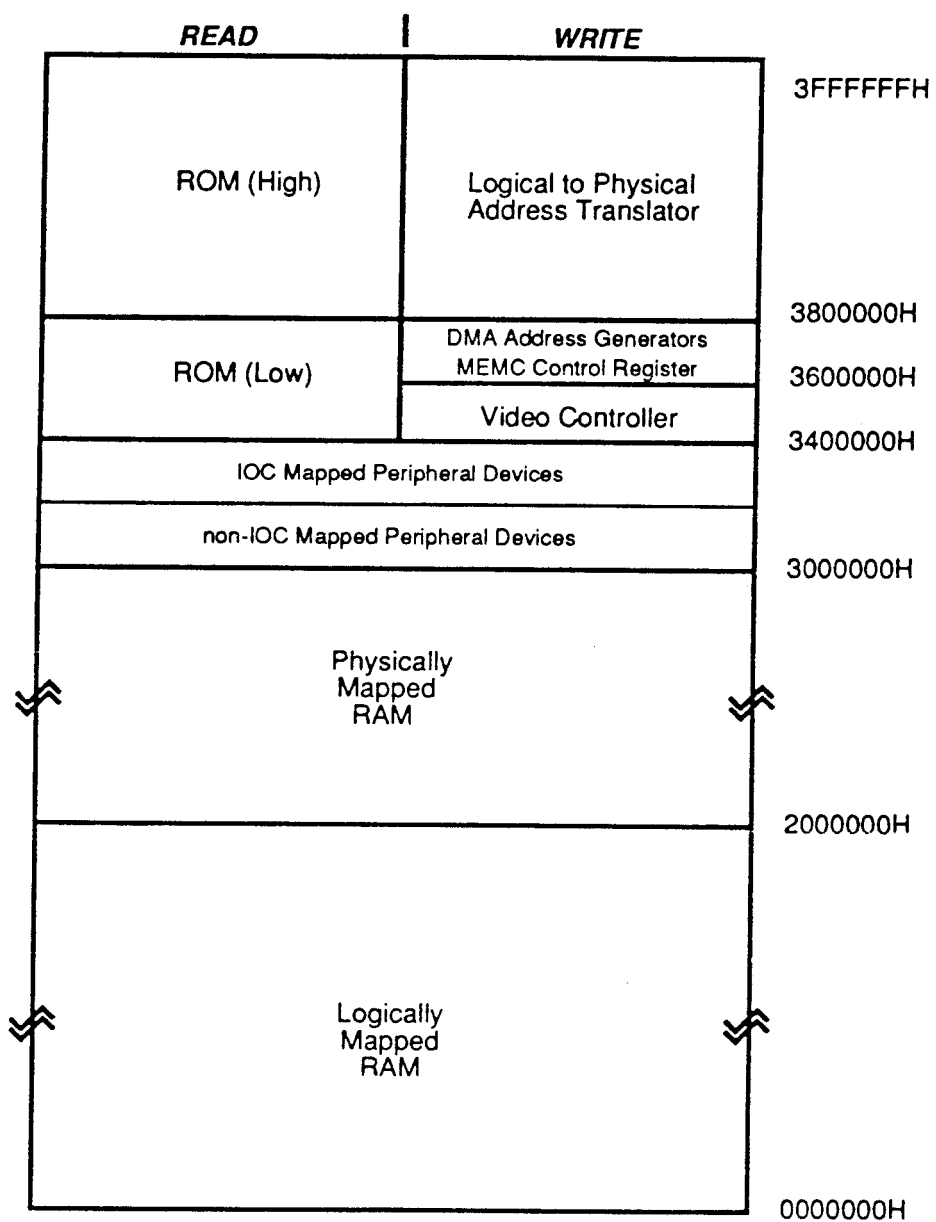 READ
WRITE
3FFFFFFH
ROM (High)
Logical to Physical
Address Translator
3800000H
DMA Address Generators
MEMC Control Register
ROM (Low)
3600000H
Video Controller
3400000H
IOC Mapped Peripheral Devices
non-IOC Mapped Peripheral Devices
3000000H
Physically
Mapped
RAM
2000000H
Logically
Mapped
RAM
0000000H